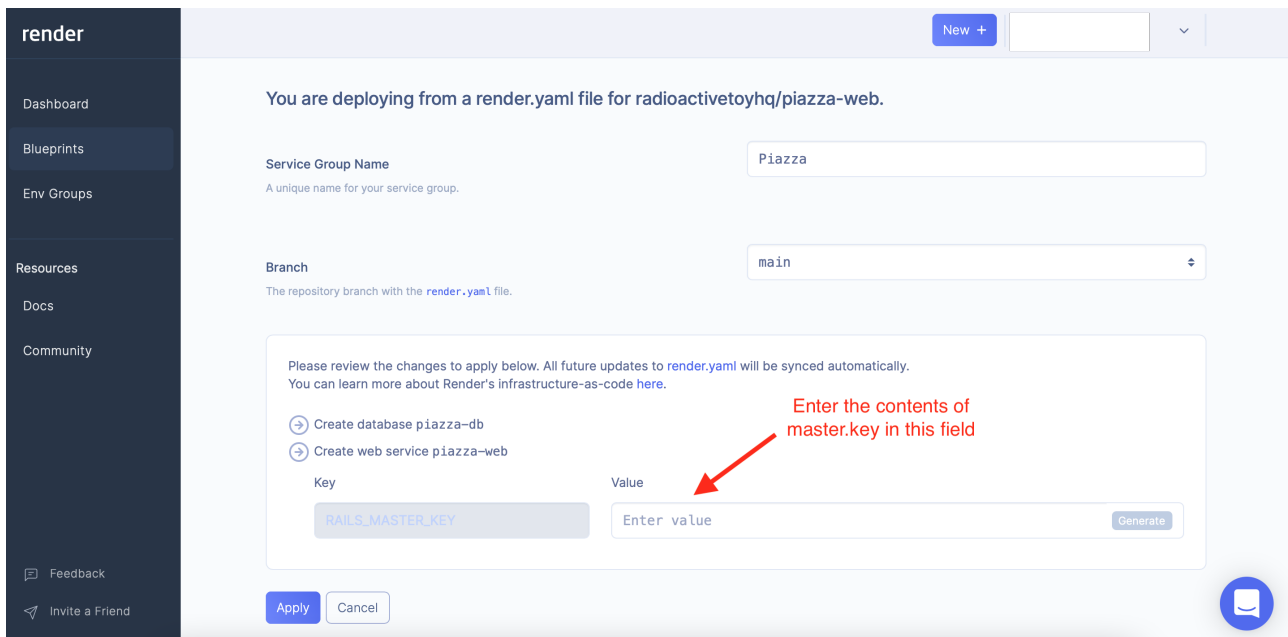 render
New +
Dashboard
Blueprints
Env Groups
Resources
Docs
Community
Feedback
Invite a Friend
You are deploying from a render.yaml file for radioactivetoyhq/piazza-web.
Service Group Name
A unique name for your service group.
Piazza
Branch
The repository branch with the render.yaml file.
main
Please review the changes to apply below. All future updates to render.yaml will be synced automatically.
You can learn more about Render's infrastructure-as-code here.
Create database piazza-db
Create web service piazza-web
Enter the contents of
master.key in this field
Key
Value
RAILS_MASTER_KEY
Enter value
Generate
Apply
Cancel